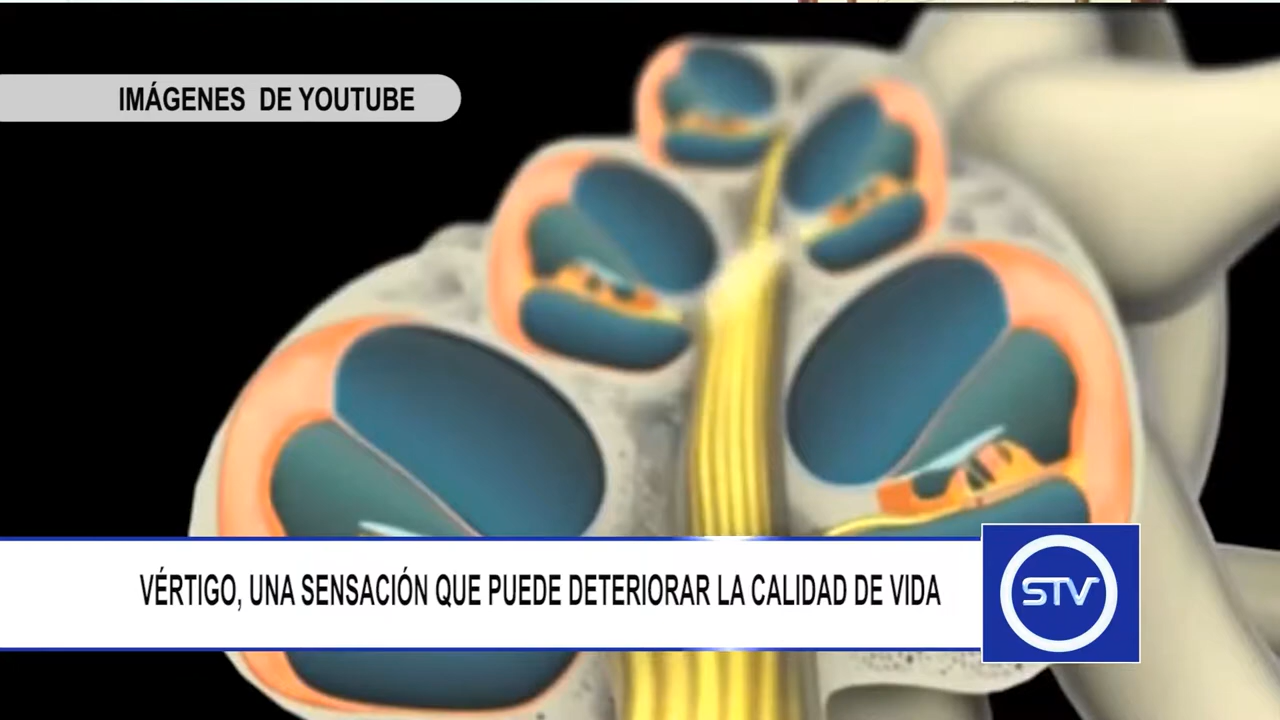 IMÁGENES DE YOUTUBE
VÉRTIGO, UNA SENSACIÓN QUE PUEDE DETERIORAR LA CALIDAD DE VIDA
STV